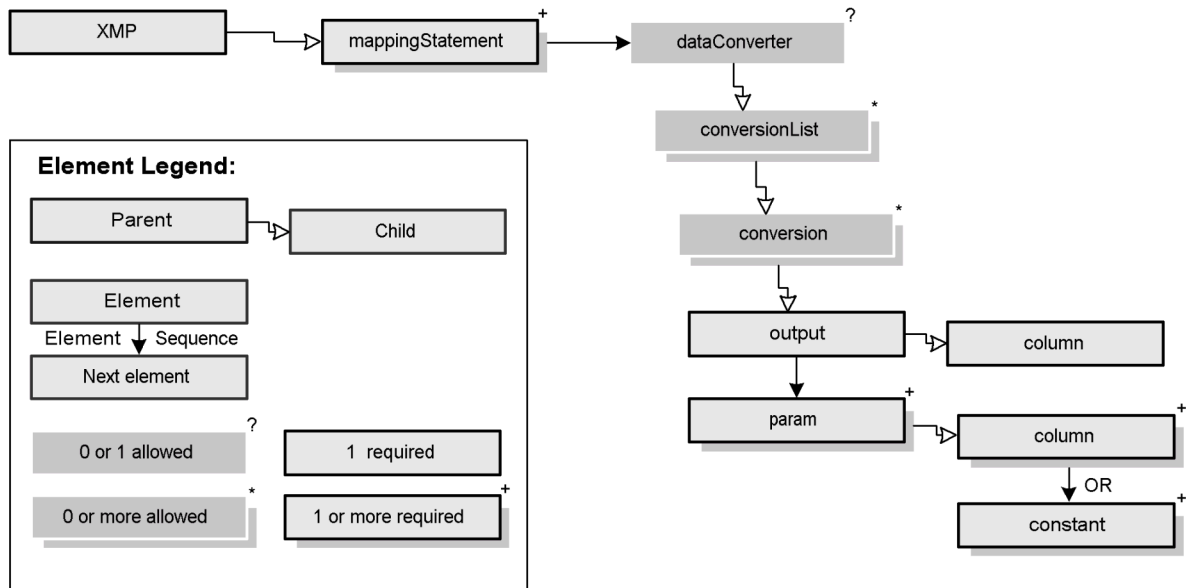 XMP
+
mappingStatement
?
dataConverter
*
conversionList
*
conversion
output
column
+
param
+
column
OR
+
constant
Element Legend:
Parent
Child
Element
Element Sequence
Next element
?
0 or 1 allowed
1 required
*
0 or more allowed
+
1 or more required